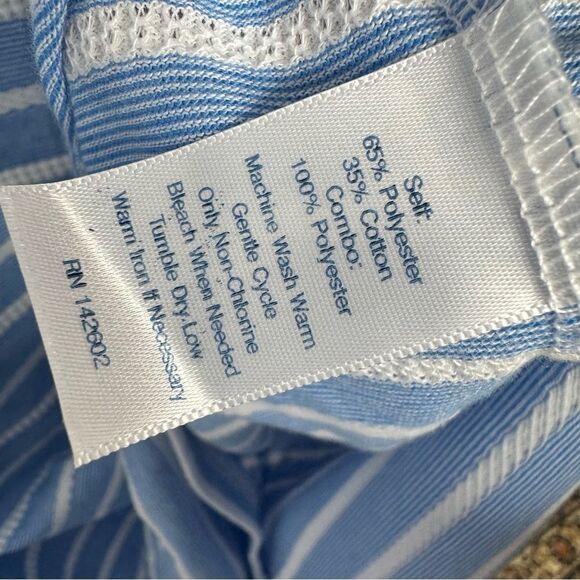 Self:
65% Polyester
35% Cotton
Combo:
100% Polyester
Machine Wash Warm
Gentle Cycle
Only Non-Chlorine
Bleach When Needed
Tumble Dry Low
Warm Iron If Necessary
RN 142602